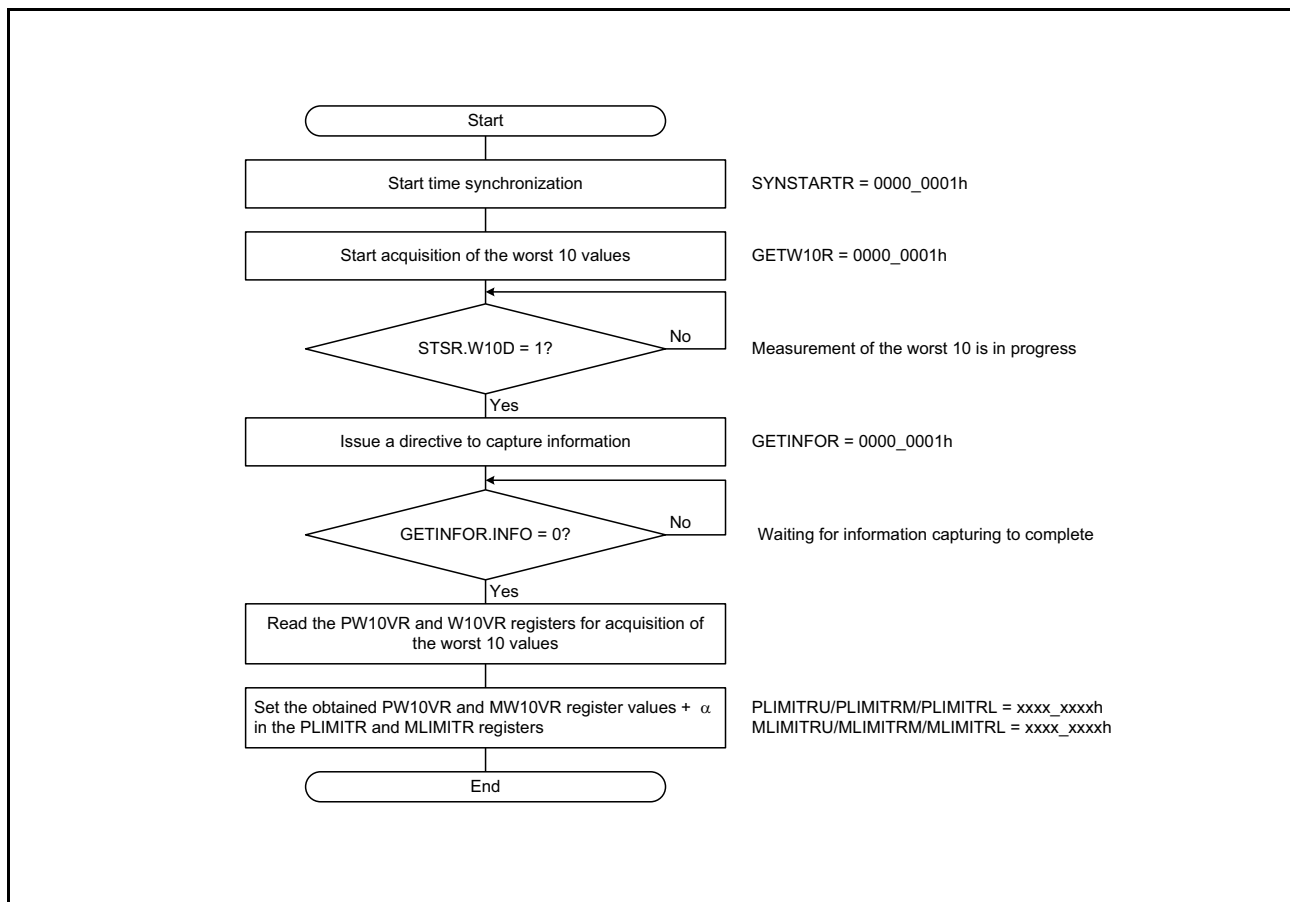 Start
Start time synchronization
SYNSTARTR = 0000_0001h
Start acquisition of the worst 10 values
GETW10R = 0000_0001h
STSR.W10D = 1?
No
Measurement of the worst 10 is in progress
Yes
Issue a directive to capture information
GETINFOR = 0000_0001h
GETINFOR.INFO = 0?
No
Waiting for information capturing to complete
Yes
Read the PW10VR and W10VR registers for acquisition of
the worst 10 values
Set the obtained PW10VR and MW10VR register values + α
in the PLIMITR and MLIMITR registers
PLIMITRU/PLIMITRM/PLIMITRL = xxxx_xxxxh
MLIMITRU/MLIMITRM/MLIMITRL = xxxx_xxxxh
End